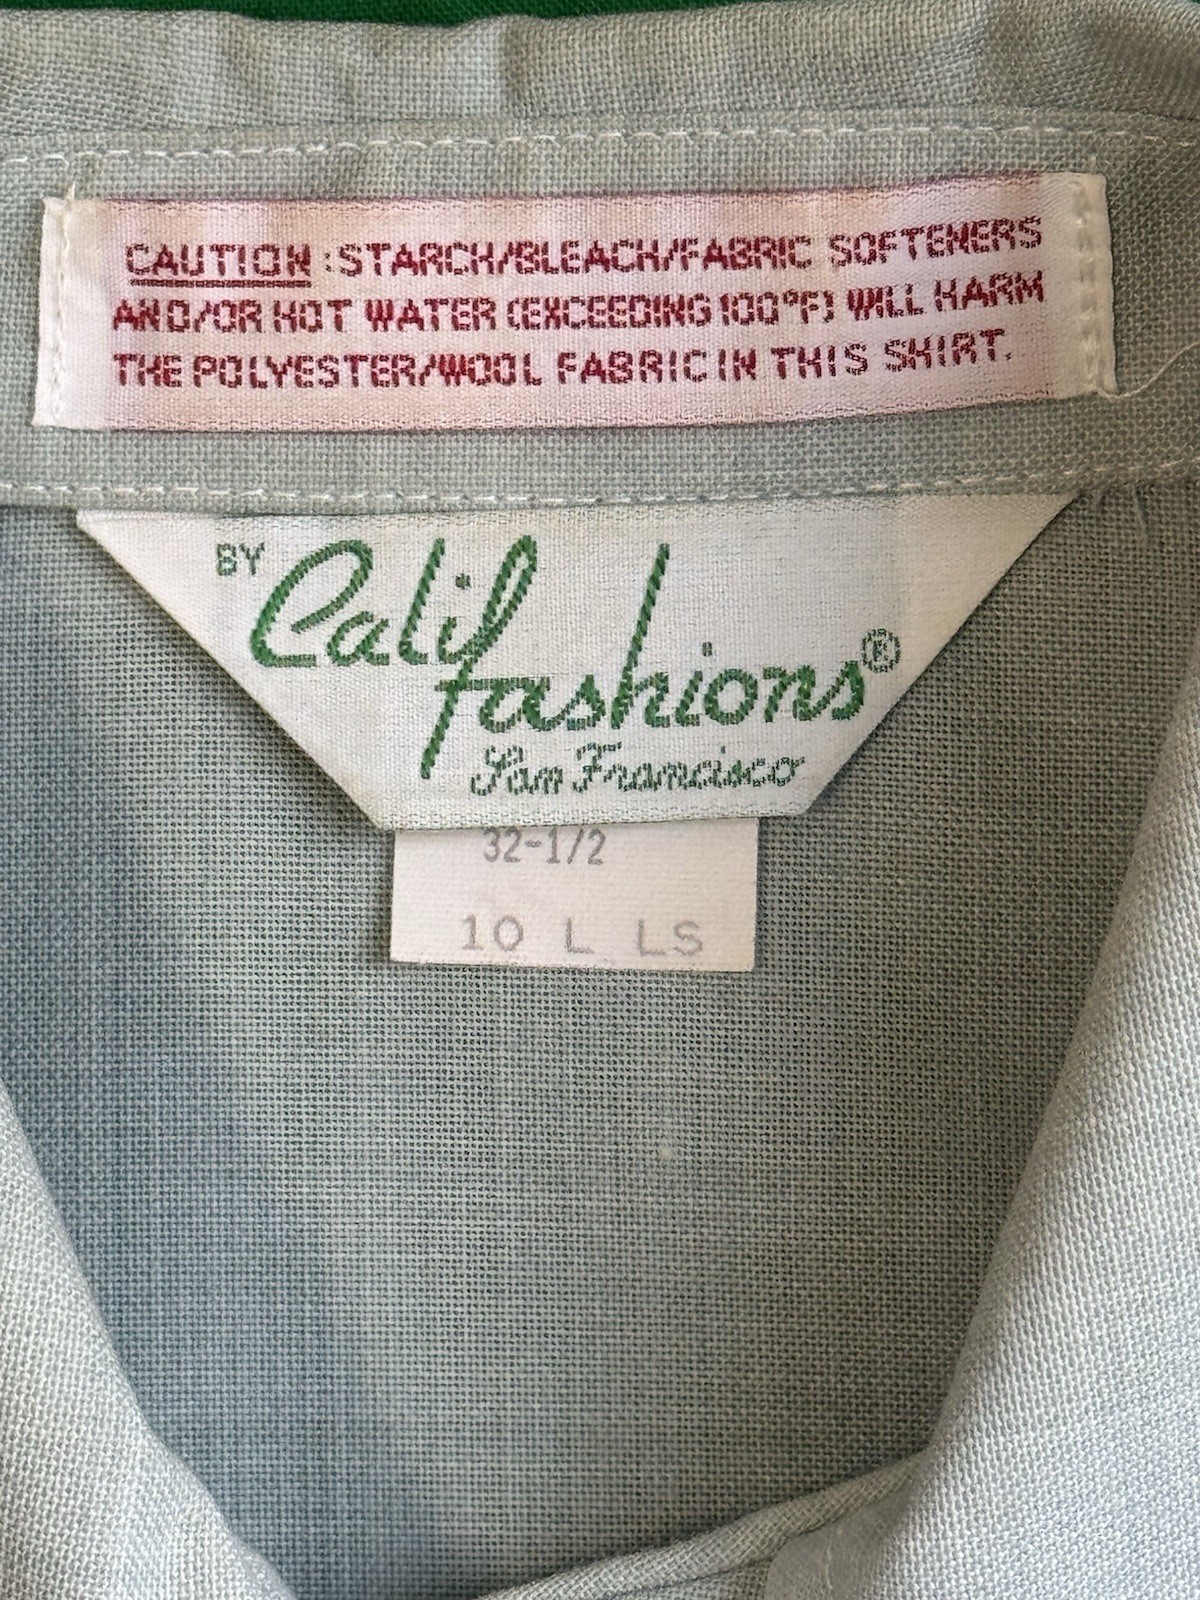 CAUTION:STARCH/BLEACH/FABRIC SOFTENERS
AND/OR HOT WATER (EXCEEDING 100°F) WILL HARM
THE POLYESTER/WOOL FABRIC IN THIS SHIRT.
BY Calif
fashions®
San Francisco
32-1/2
10 L LS